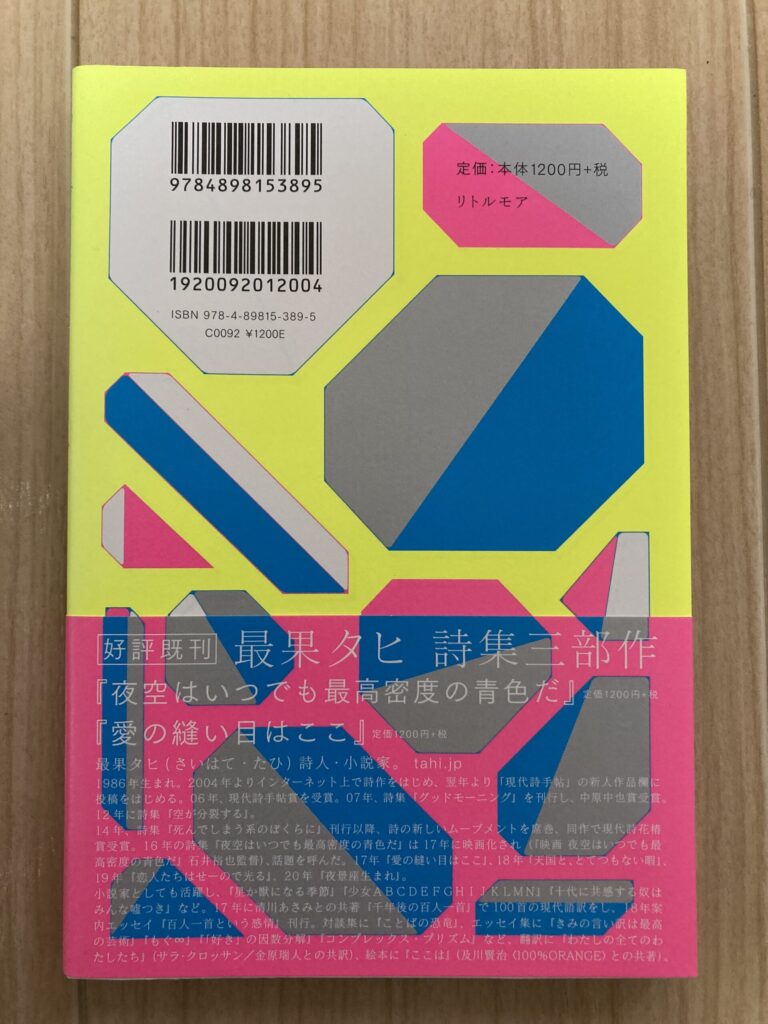 9784898153895
定価：本体1200円+税
リトルモア
1920092012004
ISBN 978-4-89815-389-5
C0092 ¥1200E
好評既刊 最果タヒ 詩集三部作
『夜空はいつでも最高密度の青色だ』定価1200円+税
『愛の縫い目はここ』定価1200円+税
最果タヒ（さいはて・たひ）詩人・小説家。 tahi.jp
1986年生まれ。2004年よりインターネット上で詩作をはじめ、翌年より「現代詩手帖」の新人作品欄に
投稿をはじめる。06年、現代詩手帖賞を受賞。07年、詩集『グッドモーニング』を刊行し、中原中也賞受賞。
12年に詩集『空が分裂する』。
14年、詩集『死んでしまう系のぼくらに』刊行以降、詩の新しいムーブメントを席巻、同作で現代詩花椿
賞受賞。16年の詩集『夜空はいつでも最高密度の青色だ』は17年に映画化され（『映画 夜空はいつでも最
高密度の青色だ』石井裕也監督）、話題を呼んだ。17年『愛の縫い目はここ』、18年『天国と、とてつもない暇』、
19年『恋人たちはせーので光る』、20年『夜景座生まれ』。
小説家としても活躍し、『星か獣になる季節』『少女ABCDEFGHIJKLMN』『十代に共感する奴は
みんな嘘つき』など。17年に清川あさみとの共著『千年後の百人一首』で100首の現代語訳をし、18年案
内エッセイ『百人一首という感情』刊行。対談集に『ことばの恐竜』、エッセイ集に『きみの言い訳は最高
の芸術』『もぐ∞』『「好き」の因数分解』『コンプレックス・プリズム』など、翻訳に『わたしの全てのわ
たしたち』（サラ・クロッサン／金原瑞人との共訳）、絵本に『ここは』（及川賢治〈100%ORANGE〉との共著）。